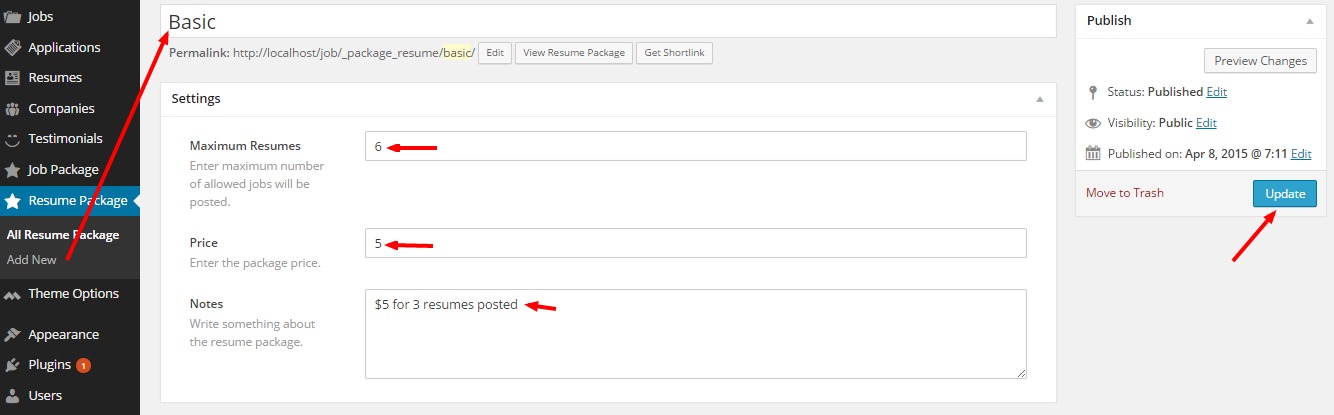 Jobs
Applications
Resumes
Companies
Testimonials
Job Package
Resume Package
All Resume Package
Add New
Theme Options
Appearance
Plugins 1
Users
Basic
Permalink: http://localhost/job/_package_resume/basic/ Edit View Resume Package Get Shortlink
Settings
Maximum Resumes
Enter maximum number
of allowed jobs will be
posted.
6
Price
Enter the package price.
5
Notes
Write something about
the resume package.
$5 for 3 resumes posted
Publish
Preview Changes
Status: Published Edit
Visibility: Public Edit
Published on: Apr 8, 2015 @ 7:11 Edit
Move to Trash Update